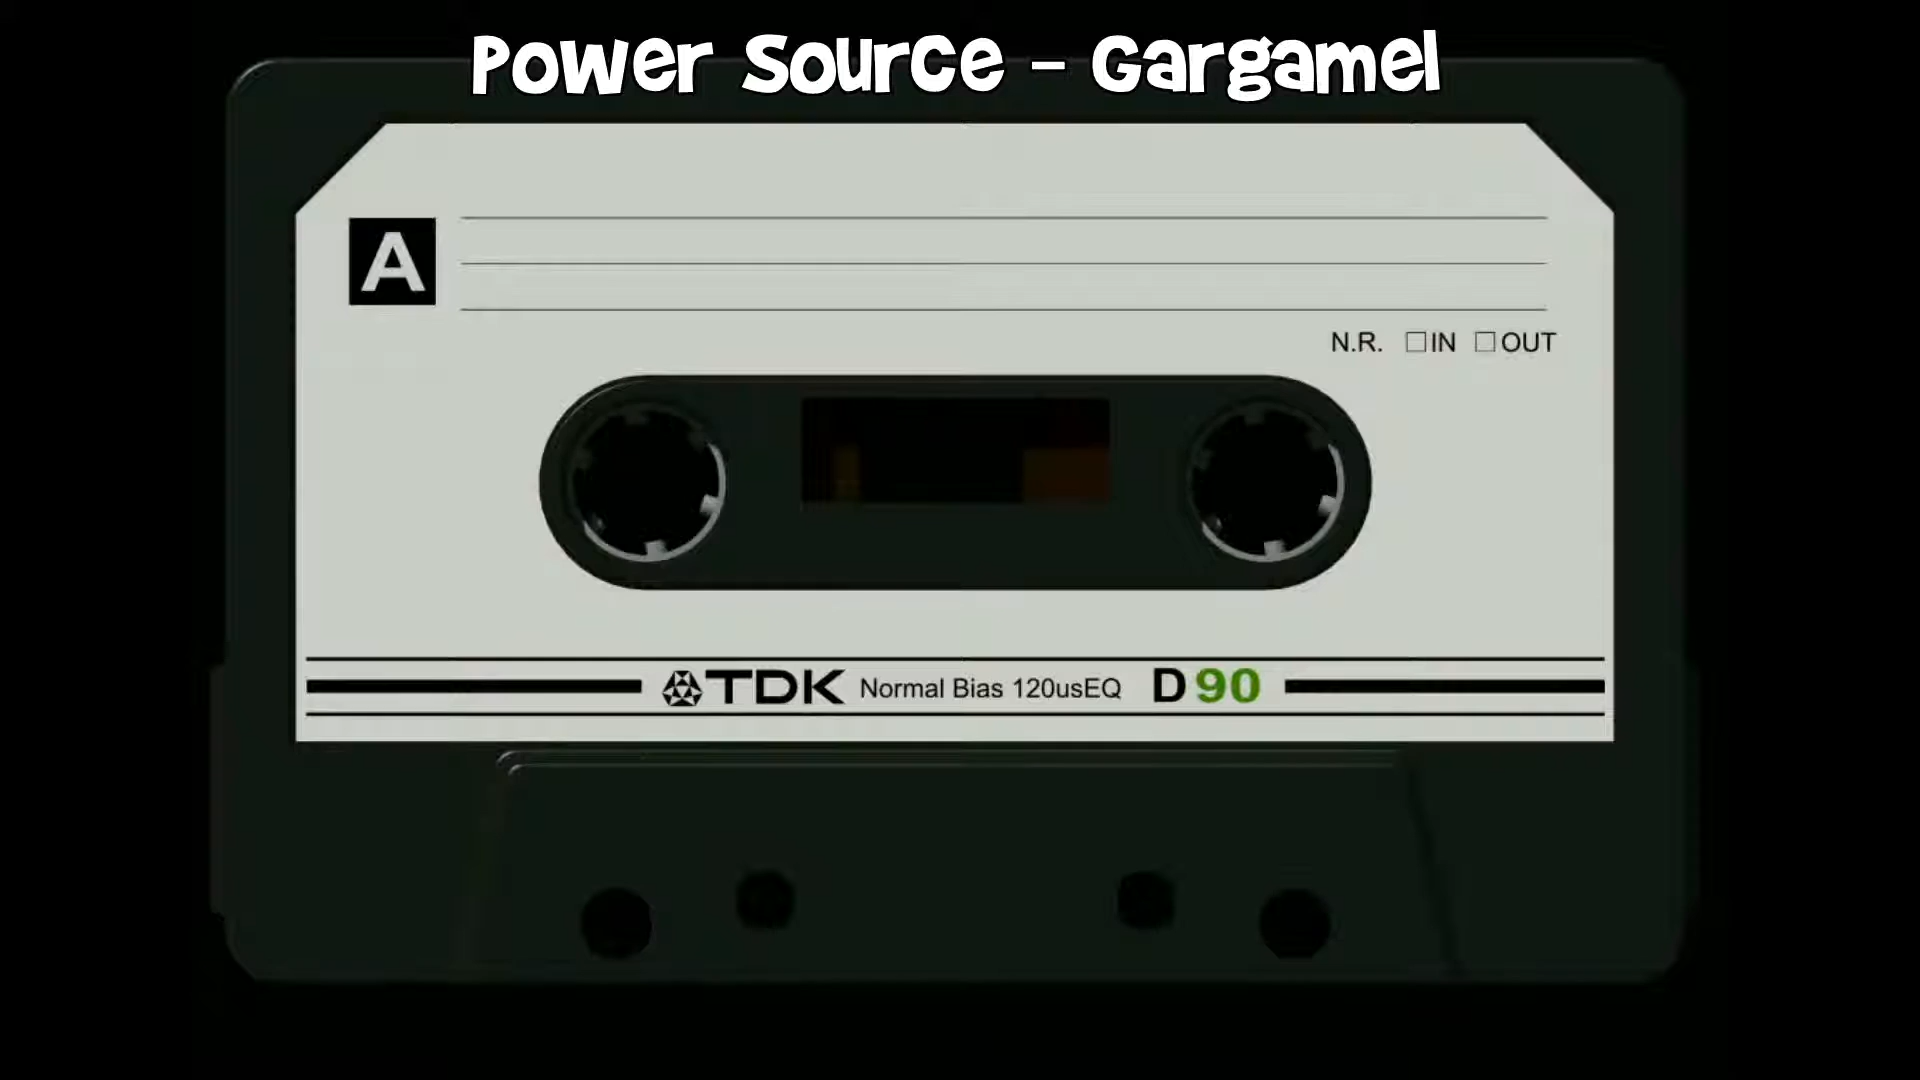 Power Source - Gargamel
A
N.R. □IN □OUT
TDK Normal Bias 120usEQ D90